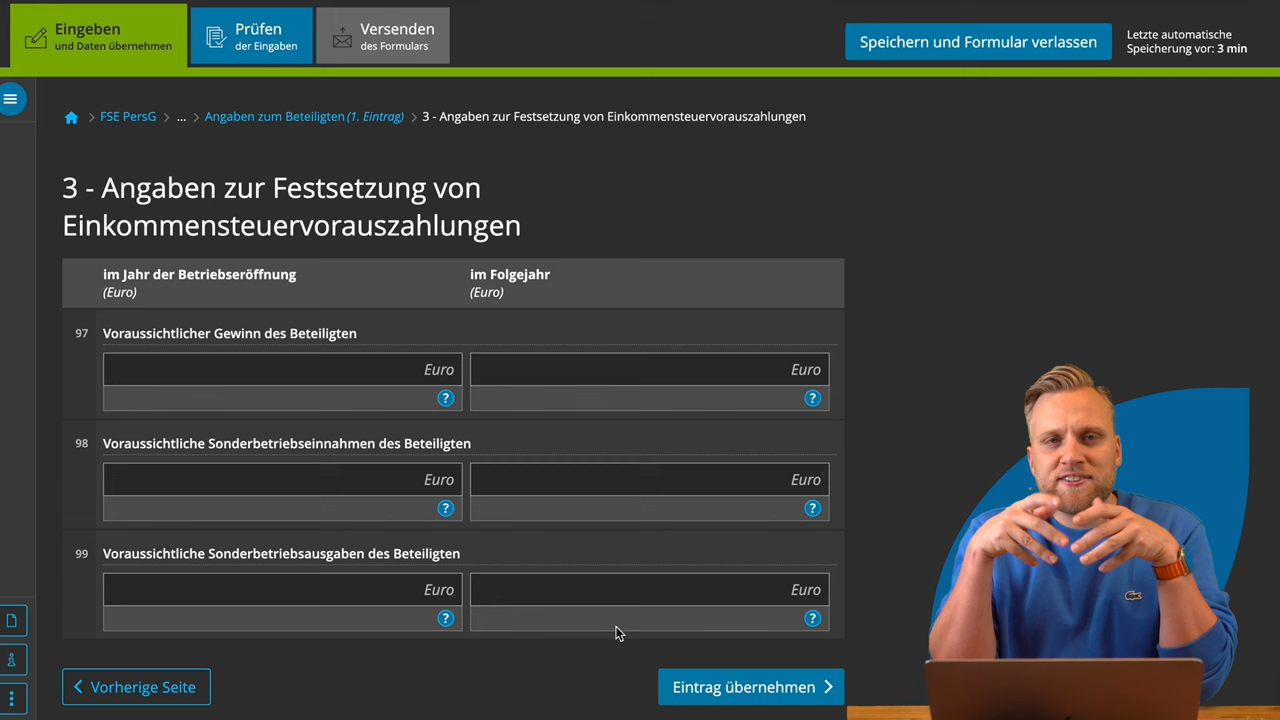 Eingeben
und Daten übernehmen
Prüfen
der Eingaben
Versenden
des Formulars
Speichern und Formular verlassen
Letzte automatische
Speicherung vor: 3 min
FSE PersG > ... > Angaben zum Beteiligten (1. Eintrag) > 3 - Angaben zur Festsetzung von Einkommensteuervorauszahlungen
3 - Angaben zur Festsetzung von
Einkommensteuervorauszahlungen
im Jahr der Betriebseröffnung
(Euro)
im Folgejahr
(Euro)
97 Voraussichtlicher Gewinn des Beteiligten
Euro Euro
? ?
98 Voraussichtliche Sonderbetriebseinnahmen des Beteiligten
Euro Euro
? ?
99 Voraussichtliche Sonderbetriebsausgaben des Beteiligten
Euro Euro
? ?
Vorherige Seite
Eintrag übernehmen